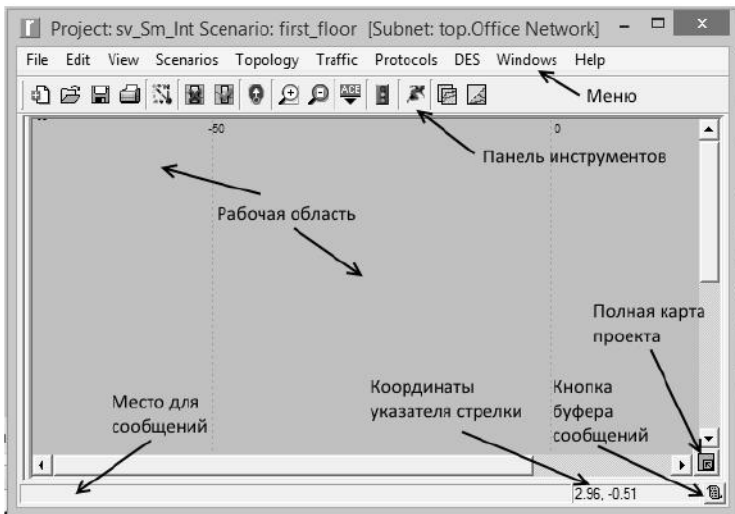 Project: sv_Sm_Int Scenario: first_floor [Subnet: top.Office Network]
File Edit View Scenarios Topology Traffic Protocols DES Windows Help
ACE
Меню
-50
0
Панель инструментов
Рабочая область
Полная карта
проекта
Место для
сообщений
Координаты
указателя стрелки
Кнопка
буфера
сообщений
2.96, -0.51